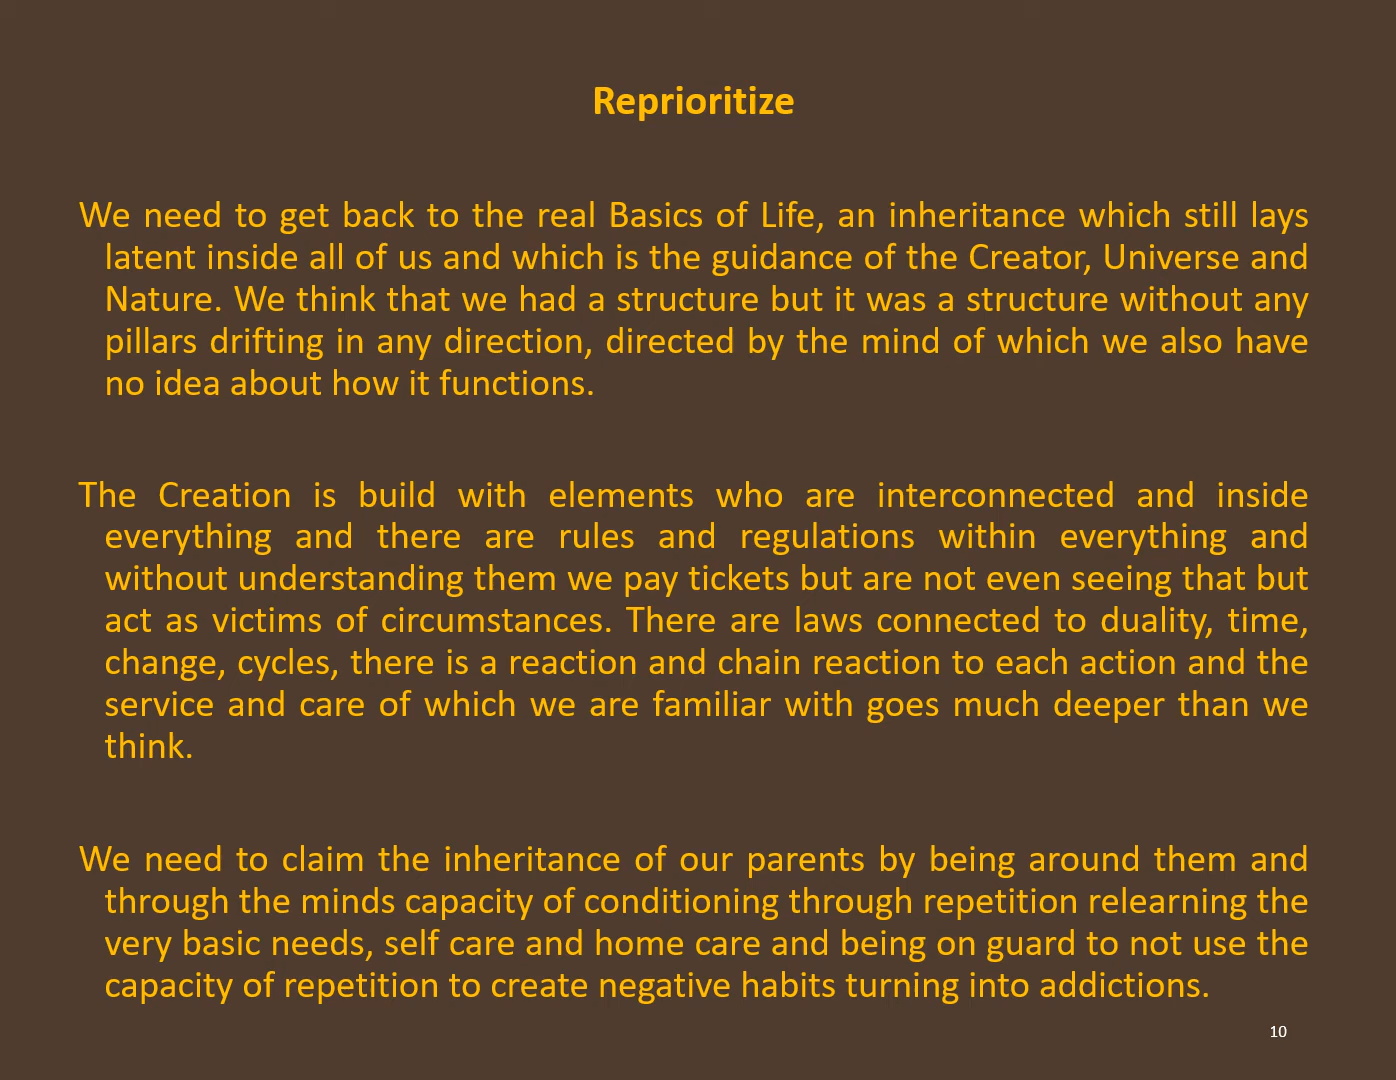 Reprioritize
We need to get back to the real Basics of Life, an inheritance which still lays
latent inside all of us and which is the guidance of the Creator, Universe and
Nature. We think that we had a structure but it was a structure without any
pillars drifting in any direction, directed by the mind of which we also have
no idea about how it functions.
The Creation is build with elements who are interconnected and inside
everything and there are rules and regulations within everything and
without understanding them we pay tickets but are not even seeing that but
act as victims of circumstances. There are laws connected to duality, time,
change, cycles, there is a reaction and chain reaction to each action and the
service and care of which we are familiar with goes much deeper than we
think.
We need to claim the inheritance of our parents by being around them and
through the minds capacity of conditioning through repetition relearning the
very basic needs, self care and home care and being on guard to not use the
capacity of repetition to create negative habits turning into addictions.
10